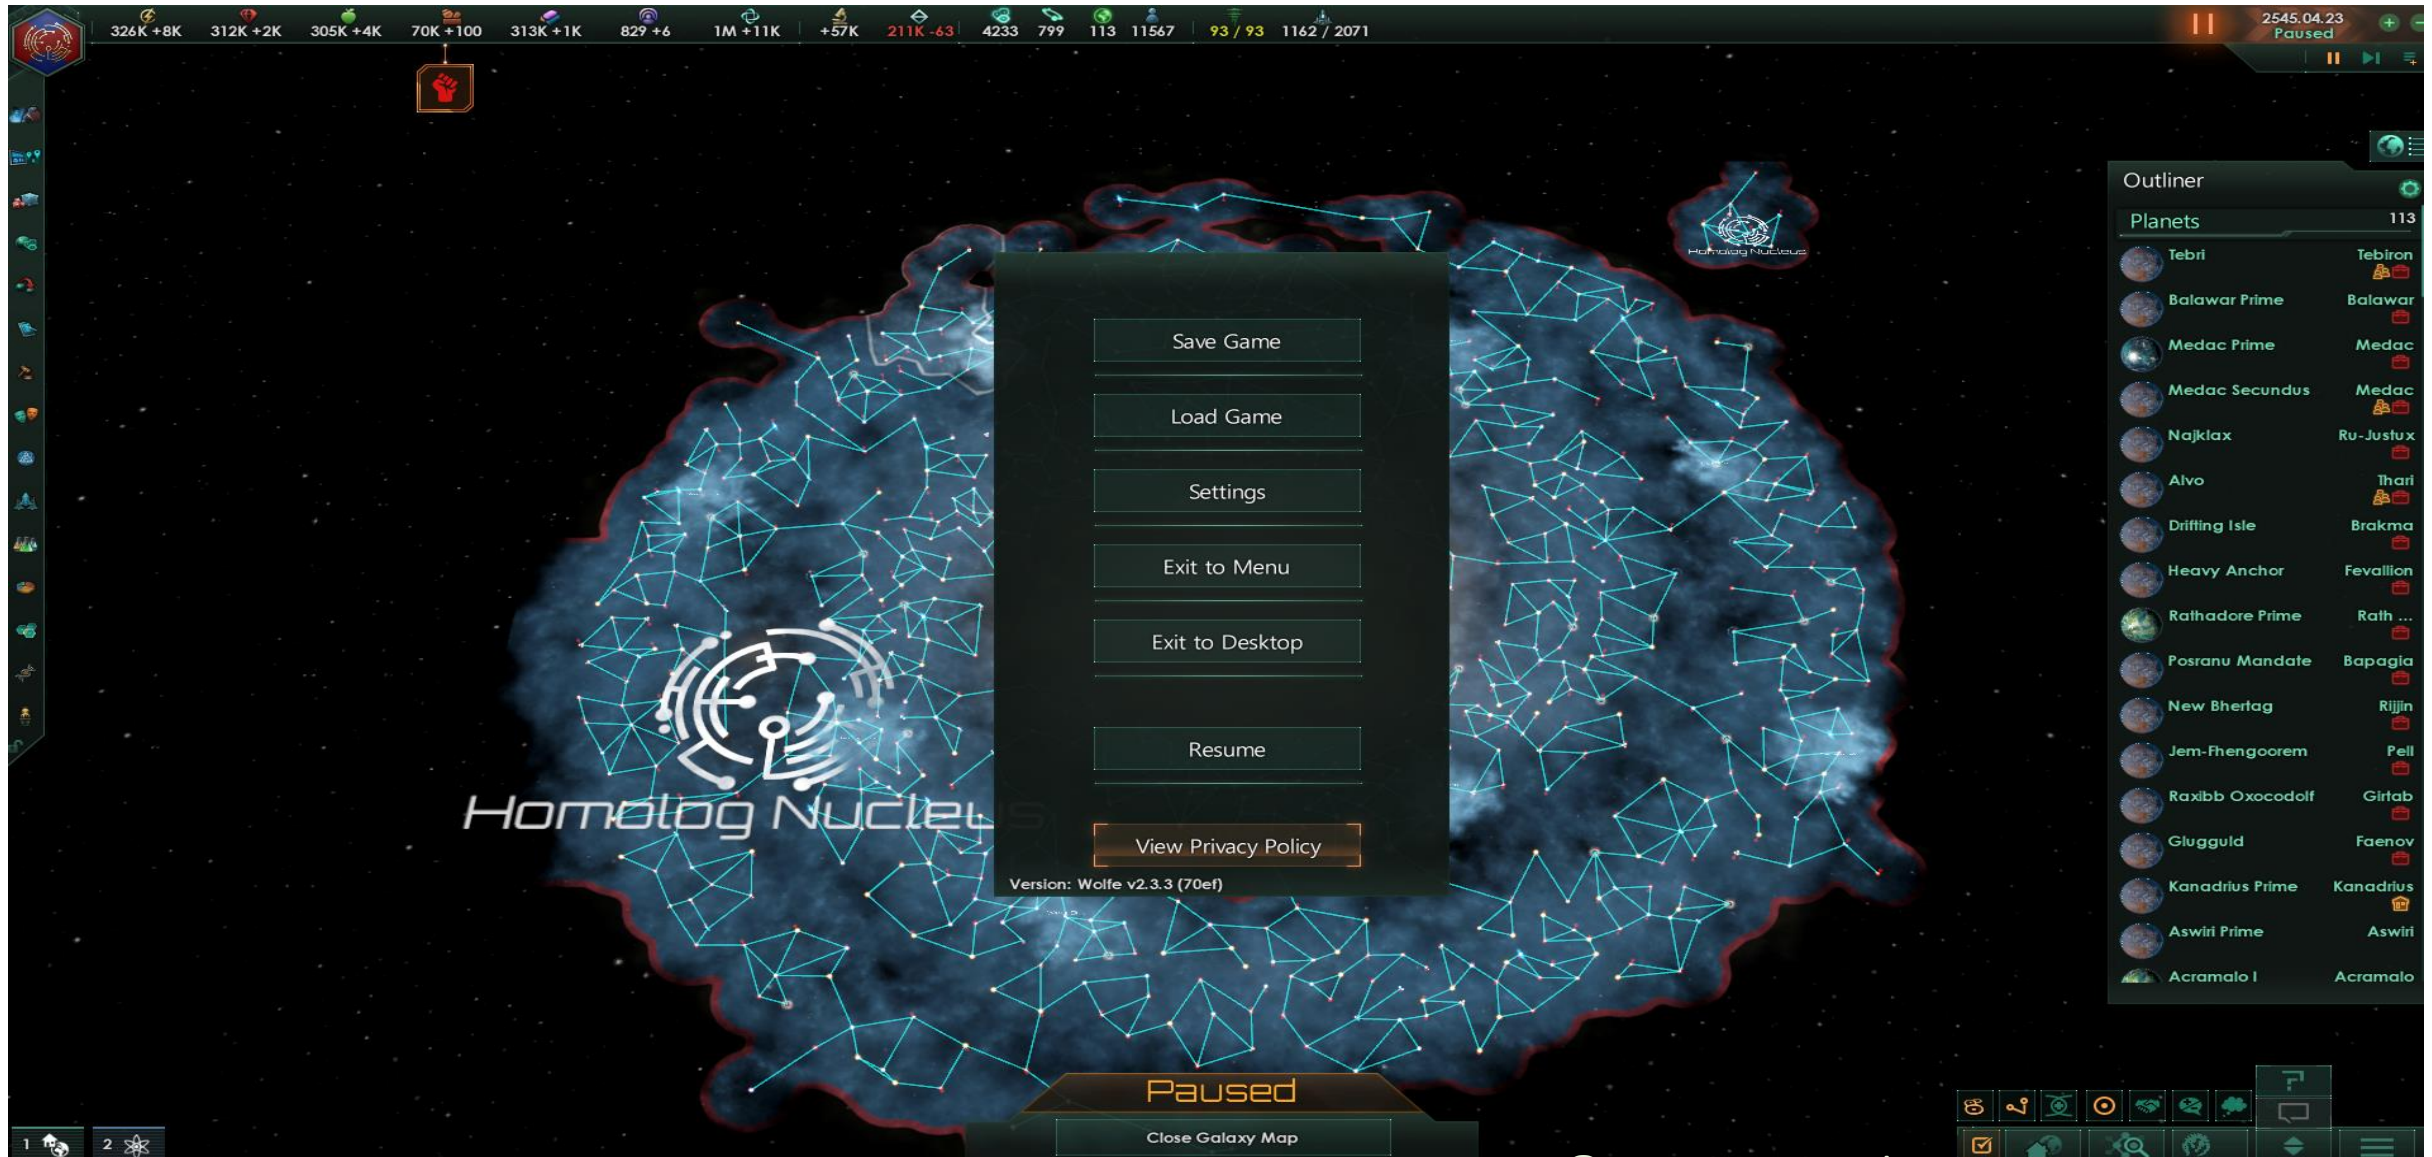 326K +8K 312K +2K 305K +4K 70K +100 313K +1K 829 +6 1M +11K +57K 211K -63 4233 799 113 11567 93 / 93 1162 / 2071
2545.04.23
Paused
Outliner
Planets 113
Tebri Tebiron
Balawar Prime Balawar
Medac Prime Medac
Medac Secundus Medac
Najklax Ru-Justux
Alvo Thari
Drifting Isle Brakma
Heavy Anchor Fevallion
Rathadore Prime Rath ...
Posranu Mandate Bapagia
New Bhertag Rijjin
Jem-Fhengoorem Pell
Raxibb Oxocodolf Girtab
Glugguld Faenov
Kanadrius Prime Kanadrius
Aswiri Prime Aswiri
Acramalo I Acramalo
Homolog Nucleus
Save Game
Load Game
Settings
Exit to Menu
Exit to Desktop
Resume
View Privacy Policy
Version: Wolfe v2.3.3 (70ef)
Homolog Nucleus
Paused
Close Galaxy Map
1
2